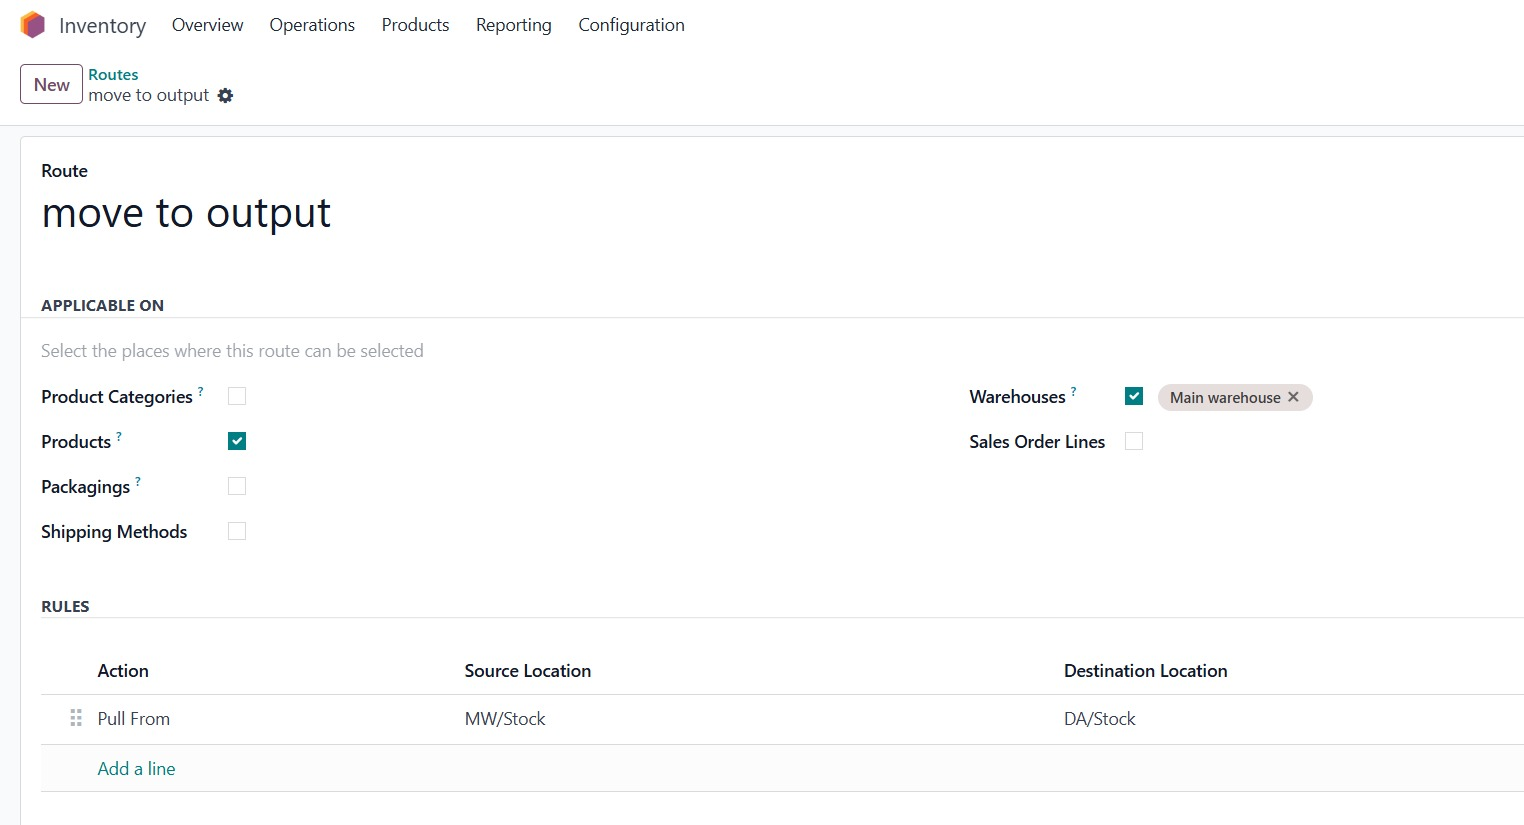 Inventory Overview Operations Products Reporting Configuration
New
Routes
move to output
Route
move to output
APPLICABLE ON
Select the places where this route can be selected
Product Categories ? Warehouses ? Main warehouse ✕
Products ? Sales Order Lines
Packagings ?
Shipping Methods
RULES
Action Source Location Destination Location
Pull From MW/Stock DA/Stock
Add a line